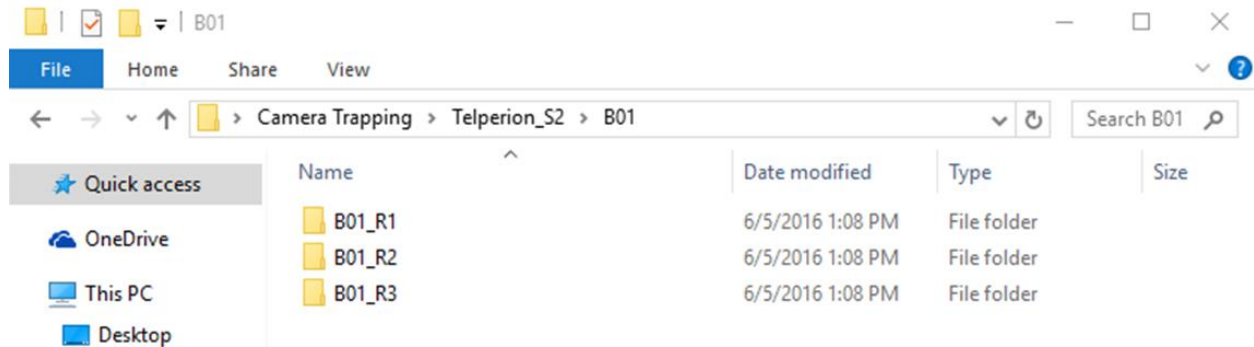 B01
File Home Share View
Camera Trapping > Telperion_S2 > B01 Search B01
Quick access Name Date modified Type Size
OneDrive B01_R1 6/5/2016 1:08 PM File folder
B01_R2 6/5/2016 1:08 PM File folder
This PC B01_R3 6/5/2016 1:08 PM File folder
Desktop